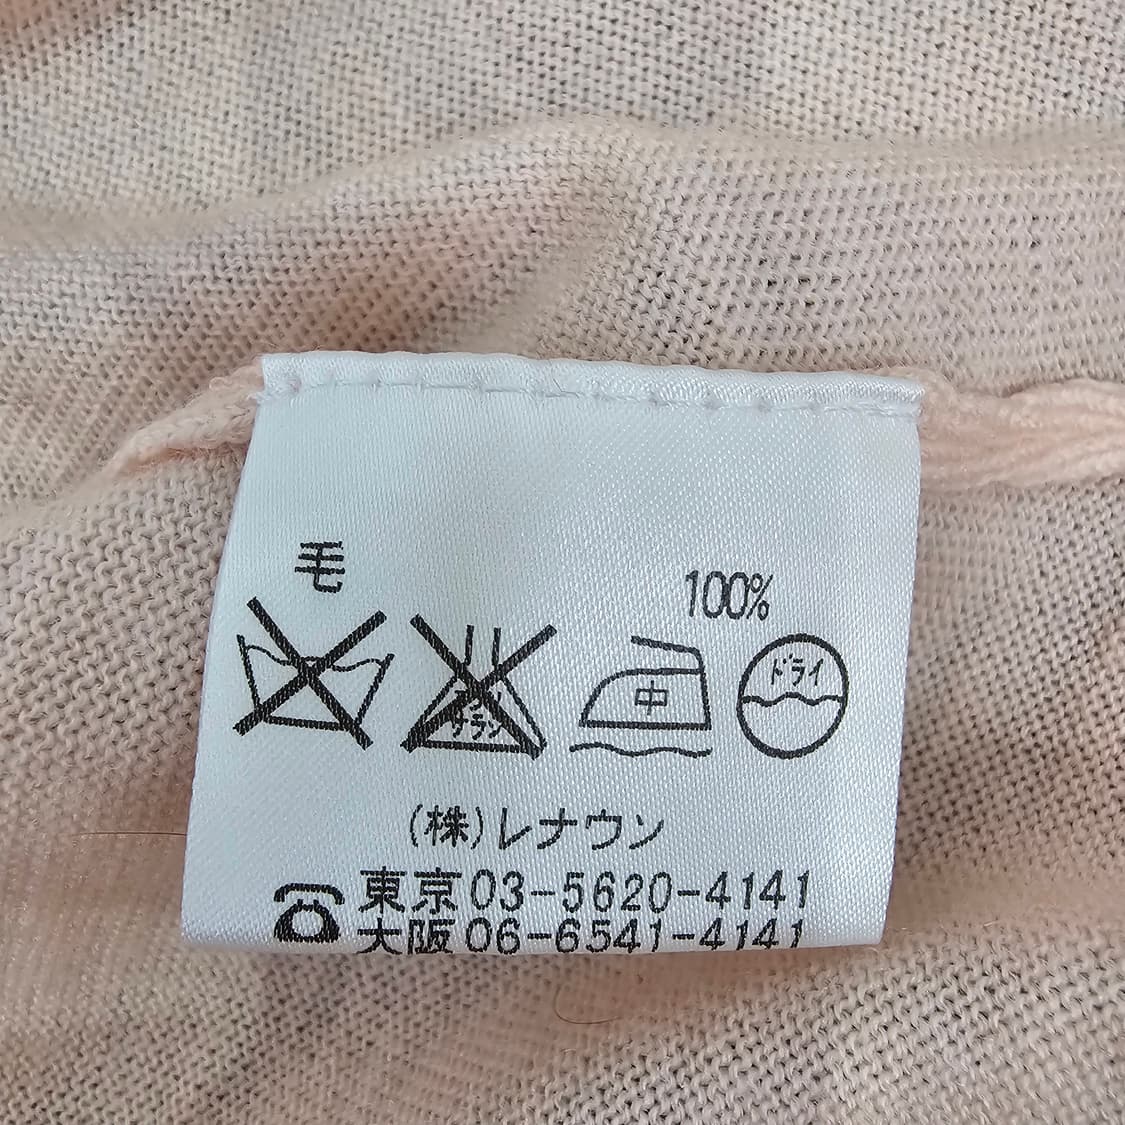 毛 100%
中 ドライ
(株)レナウン
東京03-5620-4141
大阪06-6541-4141